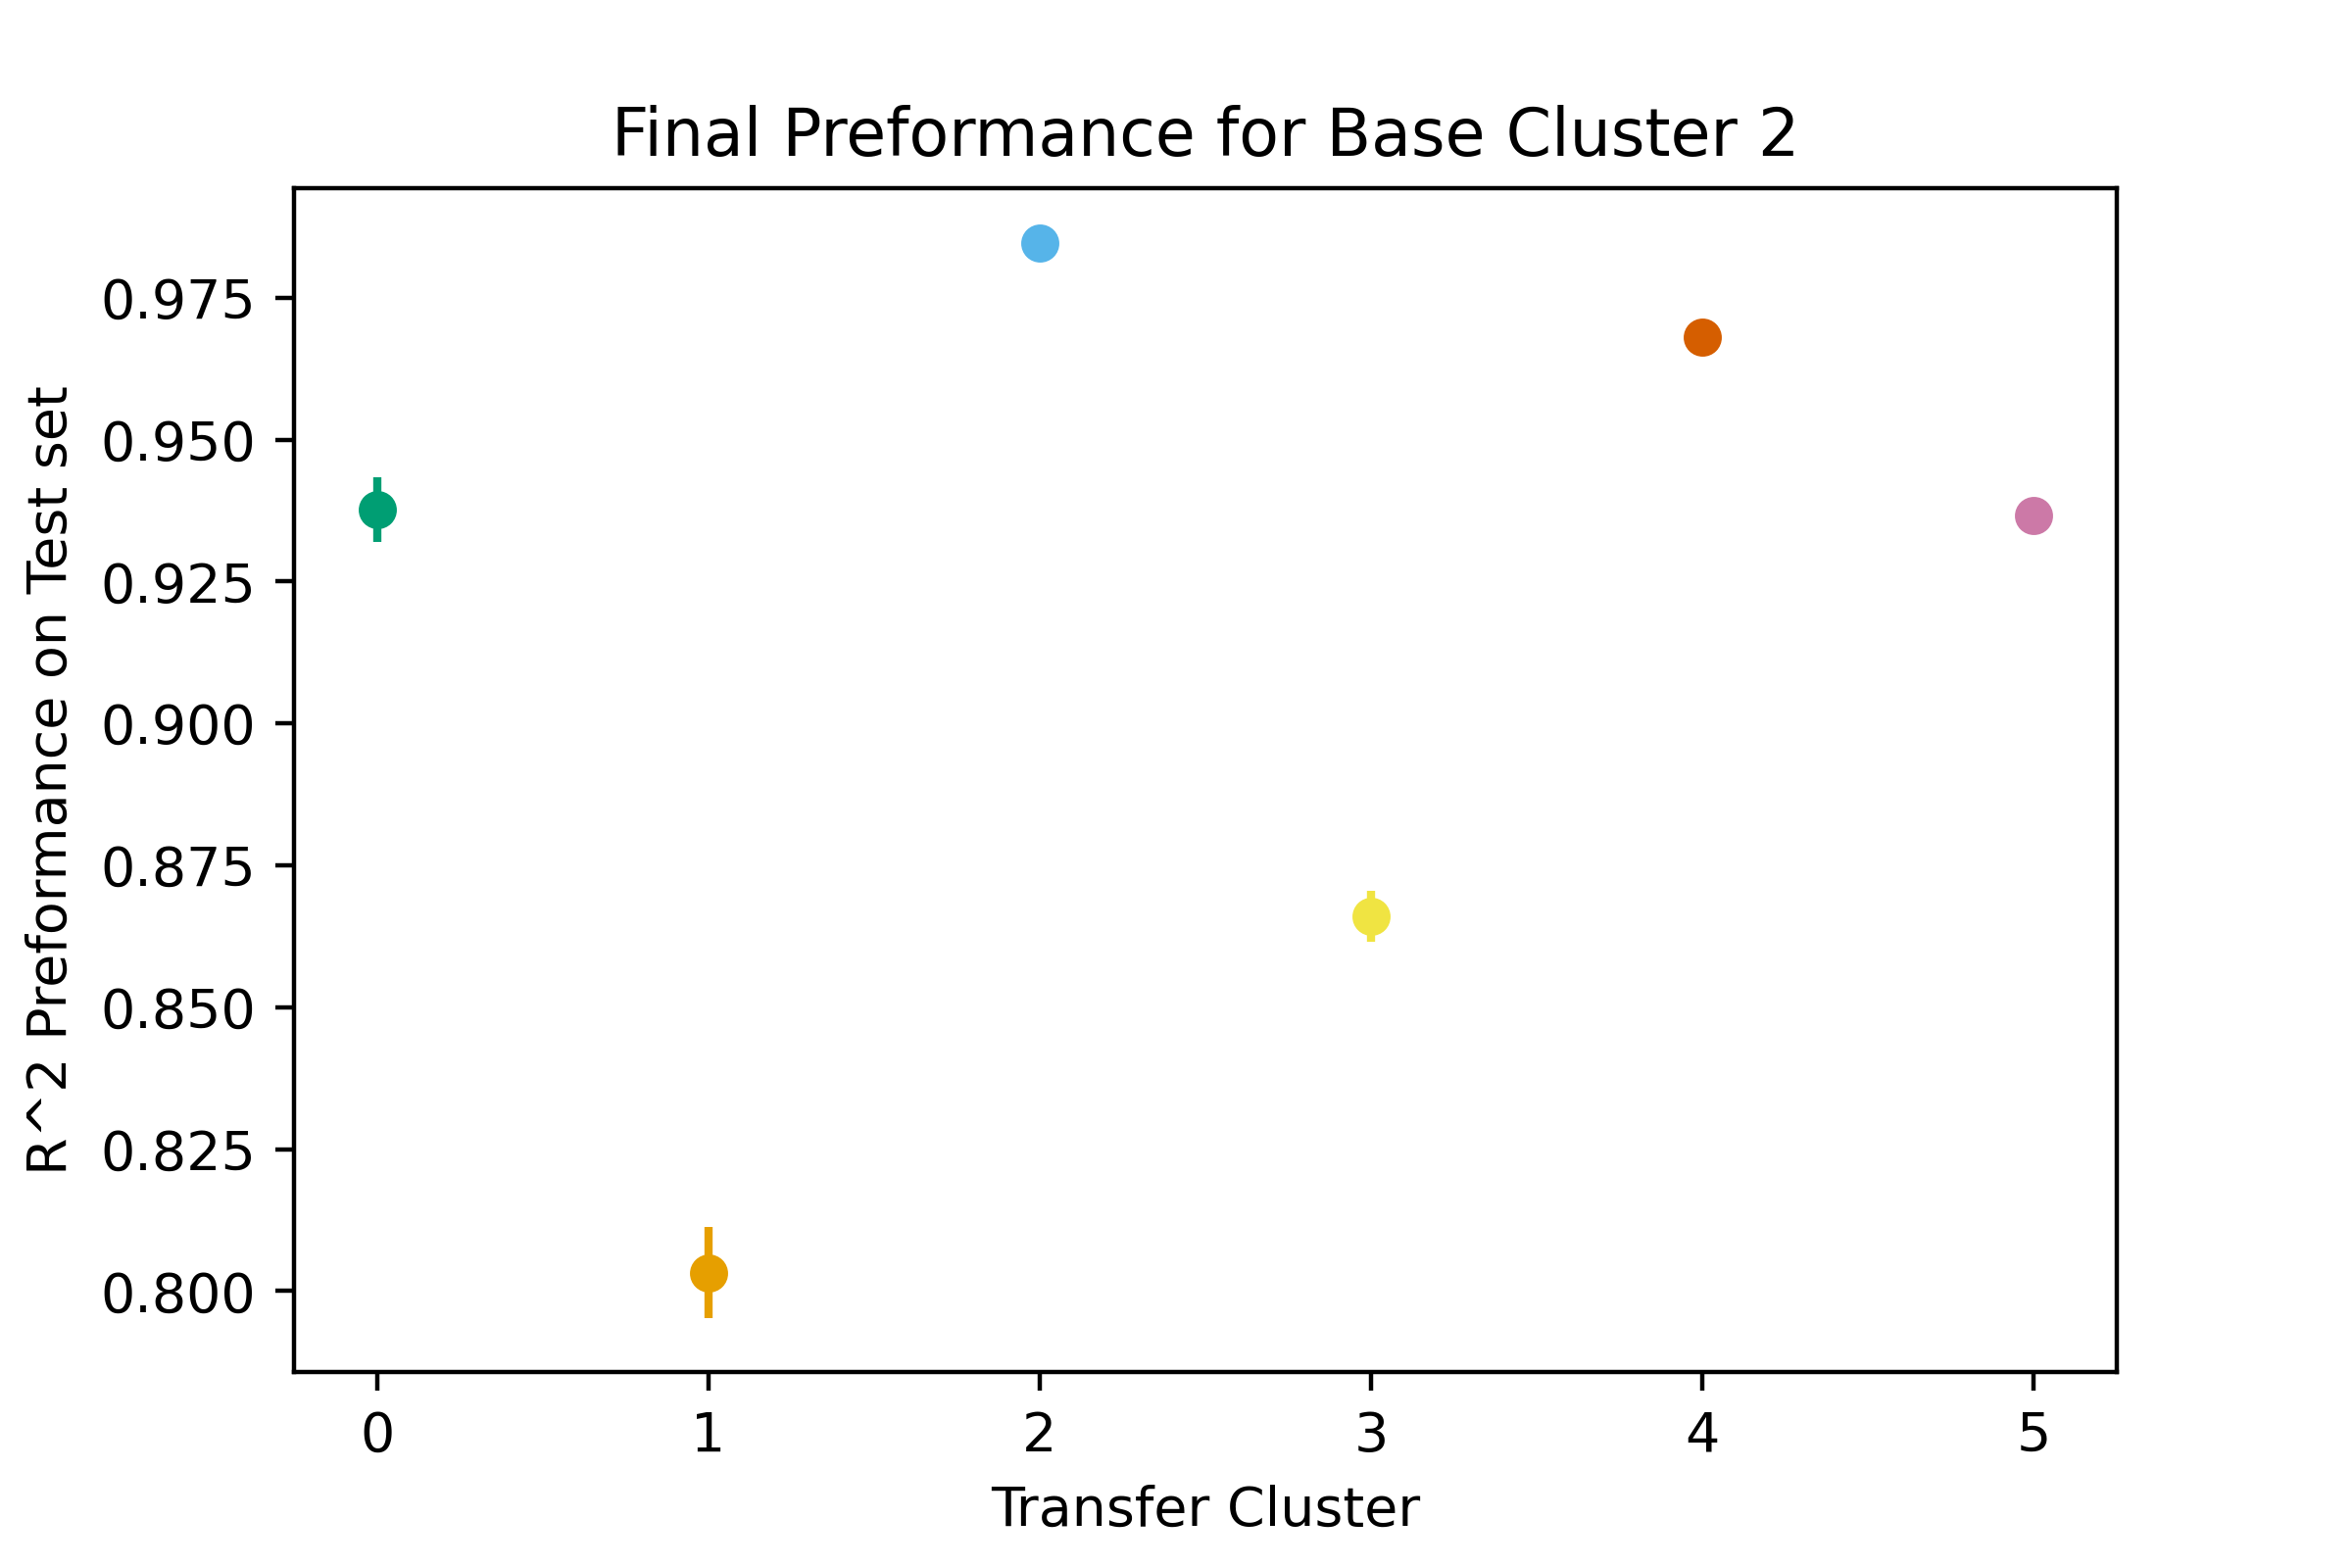 Final Preformance for Base Cluster 2
R^2 Preformance on Test set
0.975
0.950
0.925
0.900
0.875
0.850
0.825
0.800
0 1 2 3 4 5
Transfer Cluster